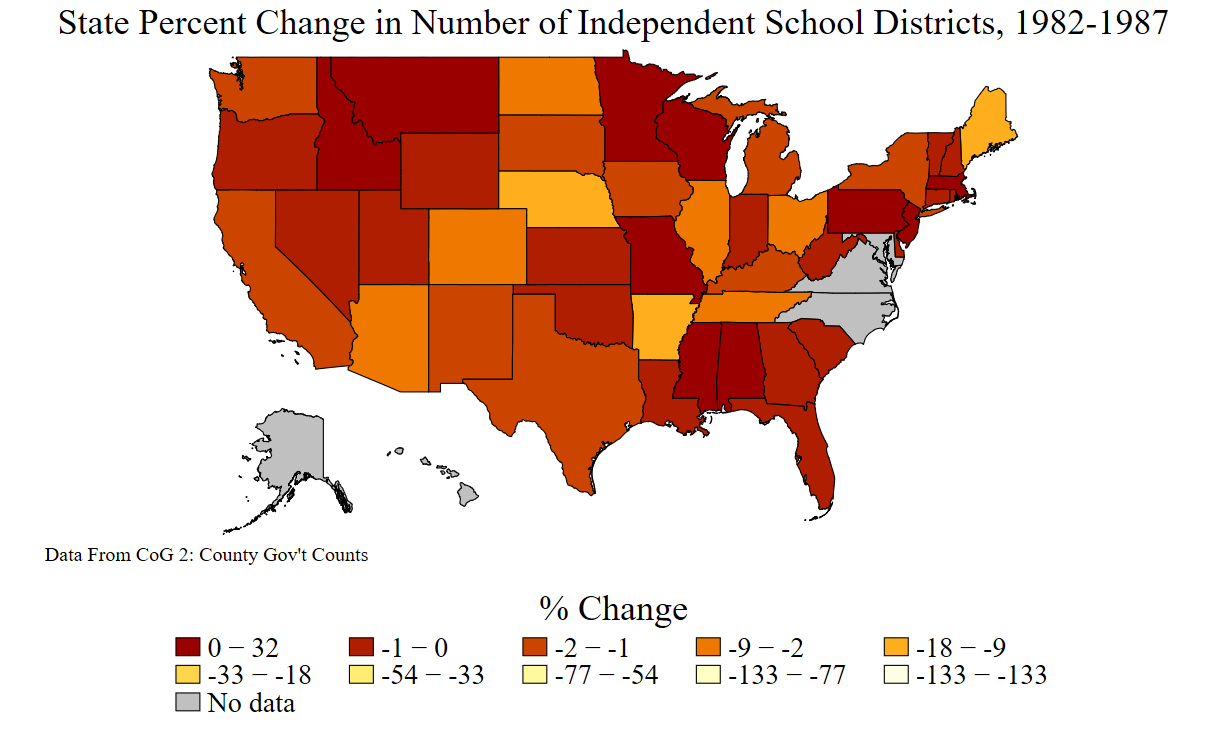 State Percent Change in Number of Independent School Districts, 1982-1987
Data From CoG 2: County Gov't Counts
% Change
0 − 32 -1 − 0 -2 − -1 -9 − -2 -18 − -9
-33 − -18 -54 − -33 -77 − -54 -133 − -77 -133 − -133
No data